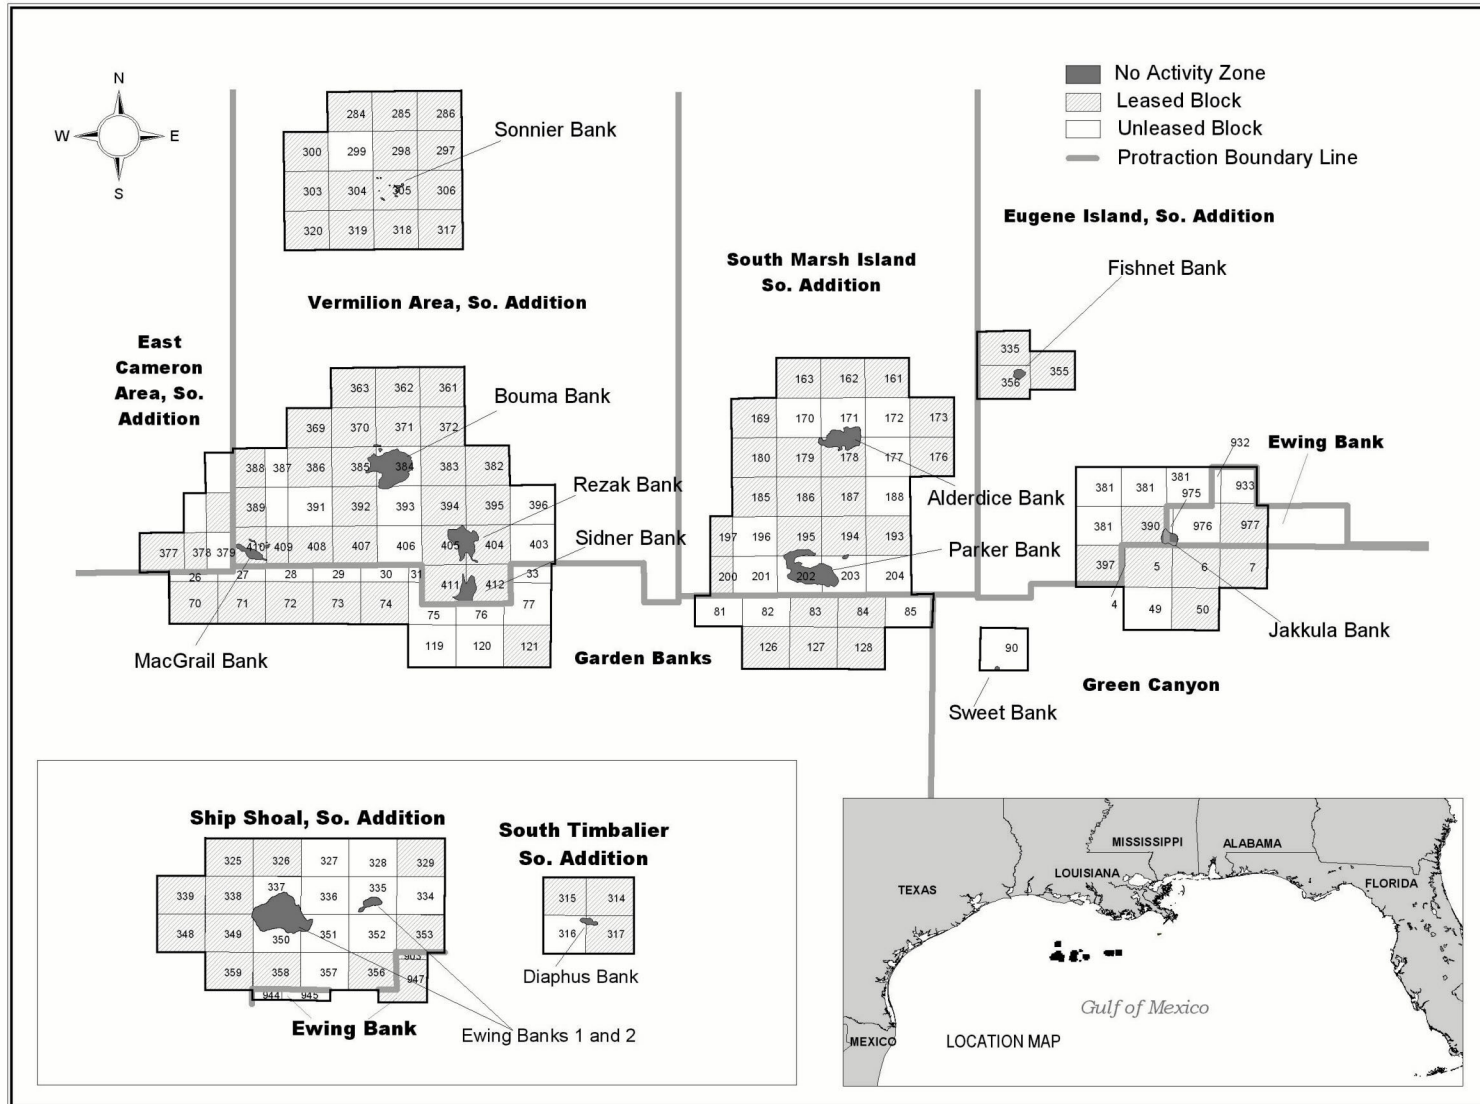 N
W E
S
No Activity Zone
Leased Block
Unleased Block
Protraction Boundary Line
284 285 286
300 299 298 297
303 304 305 306
320 319 318 317
Sonnier Bank
Vermilion Area, So. Addition
South Marsh Island
So. Addition
Eugene Island, So. Addition
Fishnet Bank
335
356 355
East
Cameron
Area, So.
Addition
363 362 361
369 370 371 372
388 387 386 385 384 383 382
389 391 392 393 394 395 396
377 378 379 410 409 408 407 406 405 404 403
411 412
26 27 28 29 30 31 33
70 71 72 73 74 75 76 77
119 120 121
Bouma Bank
Rezak Bank
Sidner Bank
MacGrail Bank
Garden Banks
163 162 161
169 170 171 172 173
180 179 178 177 176
185 186 187 188
197 196 195 194 193
200 201 202 203 204
81 82 83 84 85
126 127 128
Alderdice Bank
Parker Bank
932
Ewing Bank
381 381 381 975 933
381 390 976 977
397 5 6 7
4 49 50
Jakkula Bank
90
Sweet Bank
Green Canyon
Ship Shoal, So. Addition
325 326 327 328 329
339 338 337 336 335 334
348 349 350 351 352 353
359 358 357 356 903
947
944 945
Ewing Bank
Ewing Banks 1 and 2
South Timbalier
So. Addition
315 314
316 317
Diaphus Bank
MISSISSIPPI ALABAMA
LOUISIANA
TEXAS FLORIDA
Gulf of Mexico
MEXICO LOCATION MAP